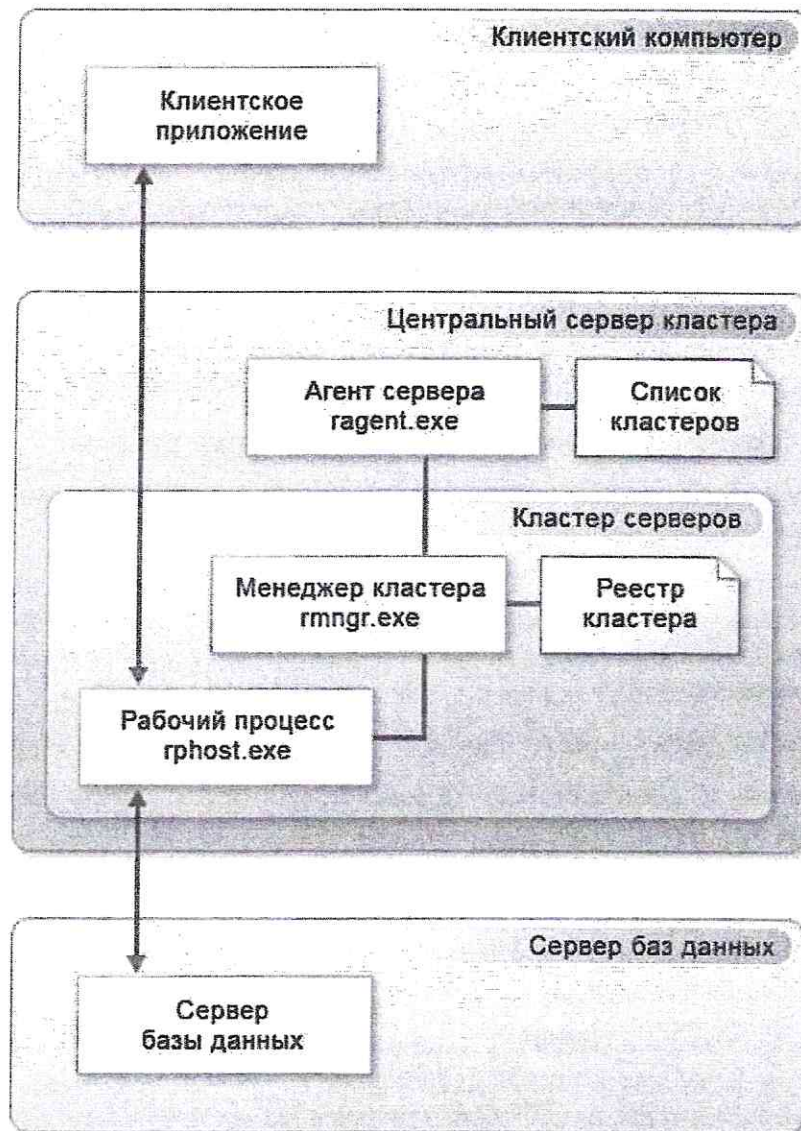 Клиентский компьютер
Клиентское
приложение
Центральный сервер кластера
Агент сервера
ragent.exe
Список
кластеров
Кластер серверов
Менеджер кластера
rmngr.exe
Реестр
кластера
Рабочий процесс
rphost.exe
Сервер баз данных
Сервер
базы данных